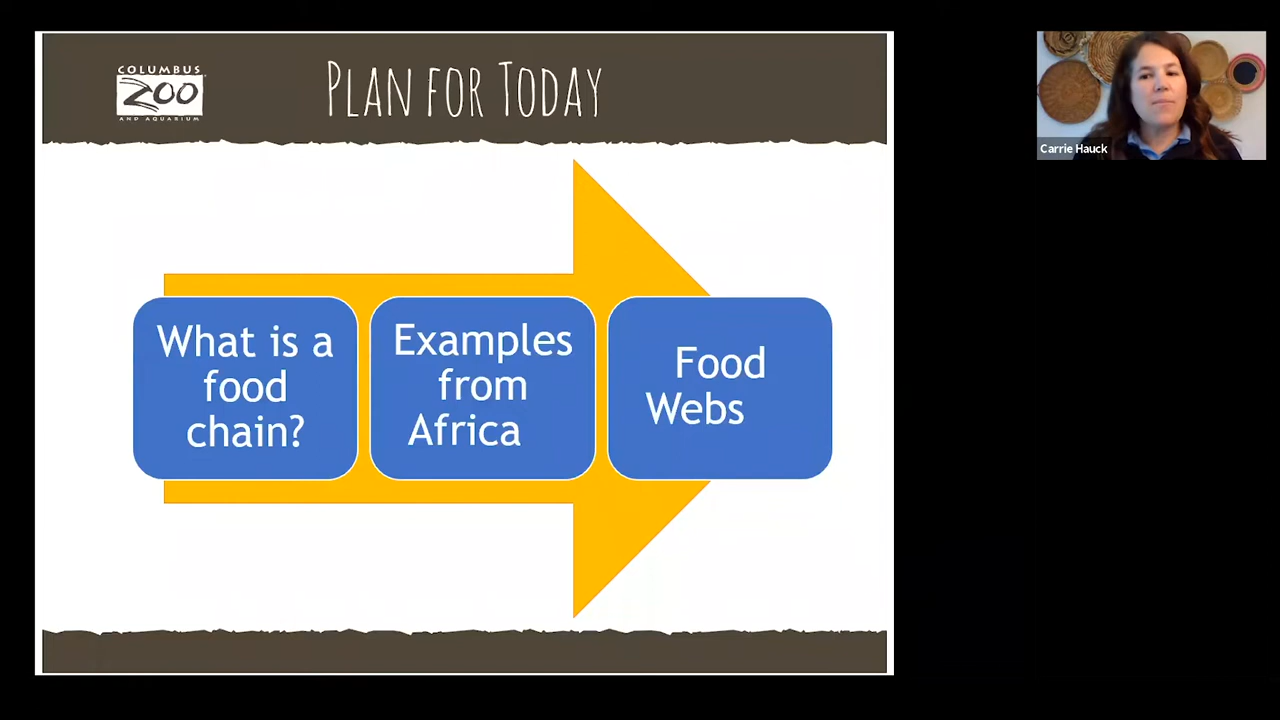 COLUMBUS
ZOO
AND AQUARIUM
PLAN FOR TODAY
Carrie Hauck
What is a
food
chain?
Examples
from
Africa
Food
Webs